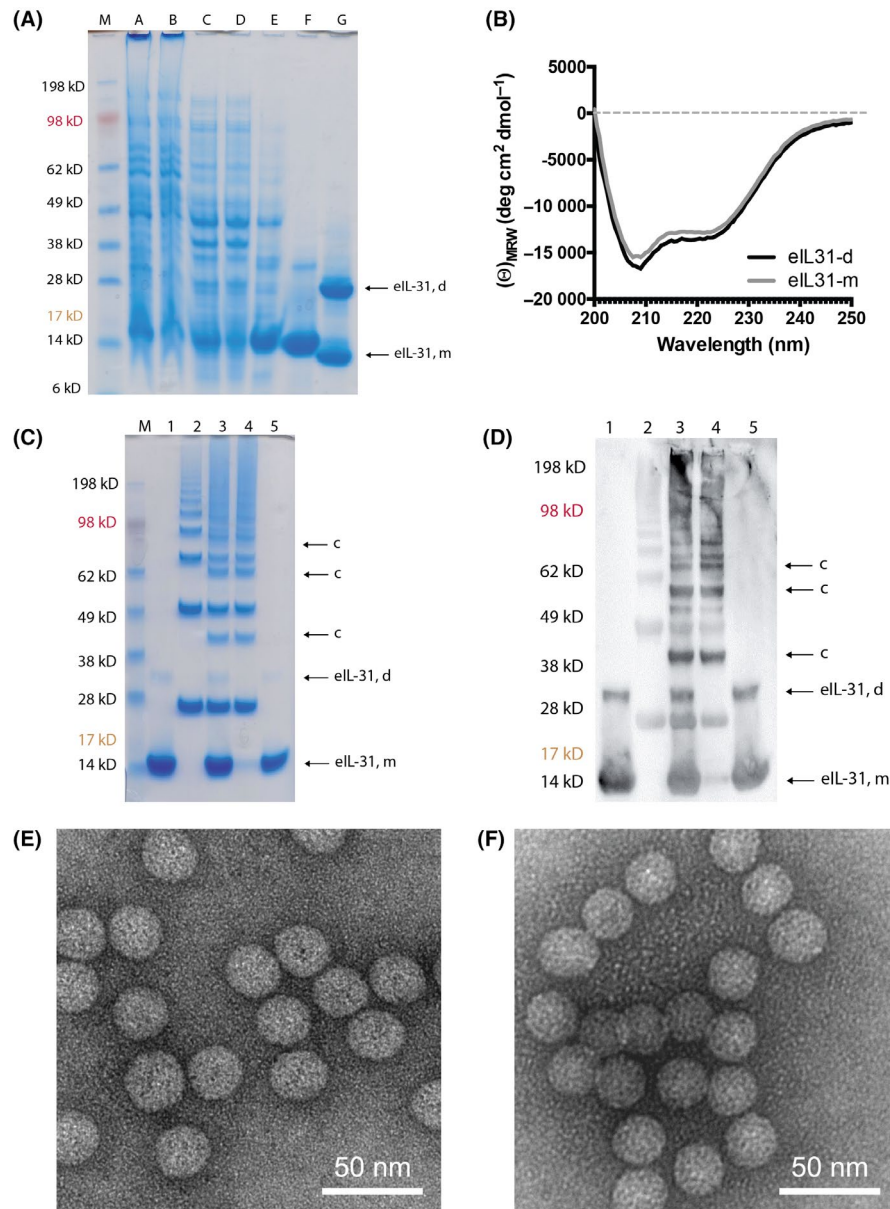 (A)
M A B C D E F G
198 kD
98 kD
62 kD
49 kD
38 kD
28 kD
17 kD
14 kD
6 kD
eIL-31, d
eIL-31, m
(B)
5000
0
-5000
-10 000
-15 000
-20 000
(Θ)MRW (deg cm² dmol⁻¹)
eIL31-d
eIL31-m
200 210 220 230 240 250
Wavelength (nm)
(C)
M 1 2 3 4 5
198 kD
98 kD
62 kD
49 kD
38 kD
28 kD
17 kD
14 kD
c
c
c
eIL-31, d
eIL-31, m
(D)
1 2 3 4 5
198 kD
98 kD
62 kD
49 kD
38 kD
28 kD
17 kD
14 kD
c
c
c
eIL-31, d
eIL-31, m
(E)
50 nm
(F)
50 nm